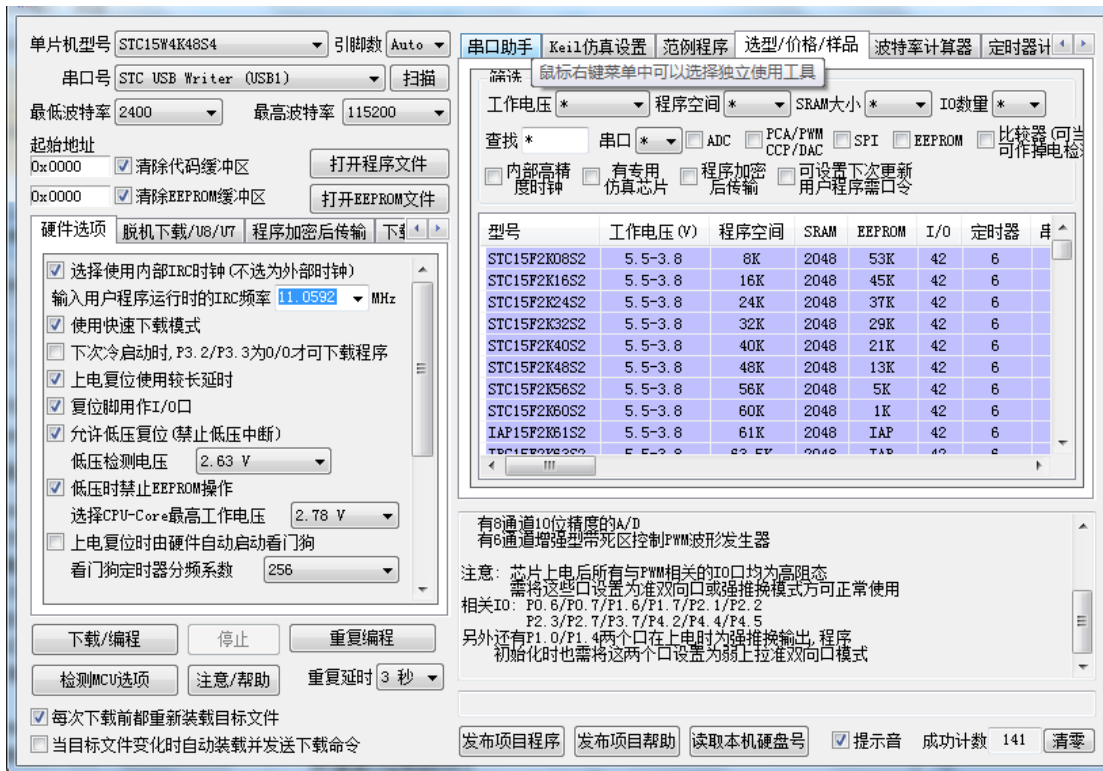 单片机型号 STC15W4K48S4 引脚数 Auto
串口号 STC USB Writer (USB1) 扫描
最低波特率 2400 最高波特率 115200
起始地址
0x0000 清除代码缓冲区 打开程序文件
0x0000 清除EEPROM缓冲区 打开EEPROM文件
硬件选项 脱机下载/U8/U7 程序加密后传输
选择使用内部IRC时钟(不选为外部时钟)
输入用户程序运行时的IRC频率 11.0592 MHz
使用快速下载模式
下次冷启动时,P3.2/P3.3为0/0才可下载程序
上电复位使用较长延时
复位脚用作I/O口
允许低压复位(禁止低压中断)
低压检测电压 2.63 V
低压时禁止EEPROM操作
选择CPU-Core最高工作电压 2.78 V
上电复位时由硬件自动启动看门狗
看门狗定时器分频系数 256
下载/编程 停止 重复编程
检测MCU选项 注意/帮助 重复延时 3 秒
每次下载前都重新装载目标文件
当目标文件变化时自动装载并发送下载命令
串口助手 Keil仿真设置 范例程序 选型/价格/样品 波特率计算器 定时器计
筛选 鼠标右键菜单中可以选择独立使用工具
工作电压 * 程序空间 * SRAM大小 * IO数量 *
查找 * 串口 * ADC PCA/PWM CCP/DAC SPI EEPROM 比较器(可当 可作掉电检
内部高精度时钟 有专用仿真芯片 程序加密后传输 可设置下次更新用户程序需口令
型号 工作电压(V) 程序空间 SRAM EEPROM I/O 定时器 串
STC15F2K08S2 5.5-3.8 8K 2048 53K 42 6
STC15F2K16S2 5.5-3.8 16K 2048 45K 42 6
STC15F2K24S2 5.5-3.8 24K 2048 37K 42 6
STC15F2K32S2 5.5-3.8 32K 2048 29K 42 6
STC15F2K40S2 5.5-3.8 40K 2048 21K 42 6
STC15F2K48S2 5.5-3.8 48K 2048 13K 42 6
STC15F2K56S2 5.5-3.8 56K 2048 5K 42 6
STC15F2K60S2 5.5-3.8 60K 2048 1K 42 6
IAP15F2K61S2 5.5-3.8 61K 2048 IAP 42 6
有8通道10位精度的A/D
有6通道增强型带死区控制PWM波形发生器
注意: 芯片上电后所有与PWM相关的IO口均为高阻态
需将这些口设置为准双向口或强推挽模式方可正常使用
相关IO: P0.6/P0.7/P1.6/P1.7/P2.1/P2.2
P2.3/P2.7/P3.7/P4.2/P4.4/P4.5
另外还有P1.0/P1.4两个口在上电时为强推挽输出,程序
初始化时也需将这两个口设置为弱上拉准双向口模式
发布项目程序 发布项目帮助 读取本机硬盘号 提示音 成功计数 141 清零